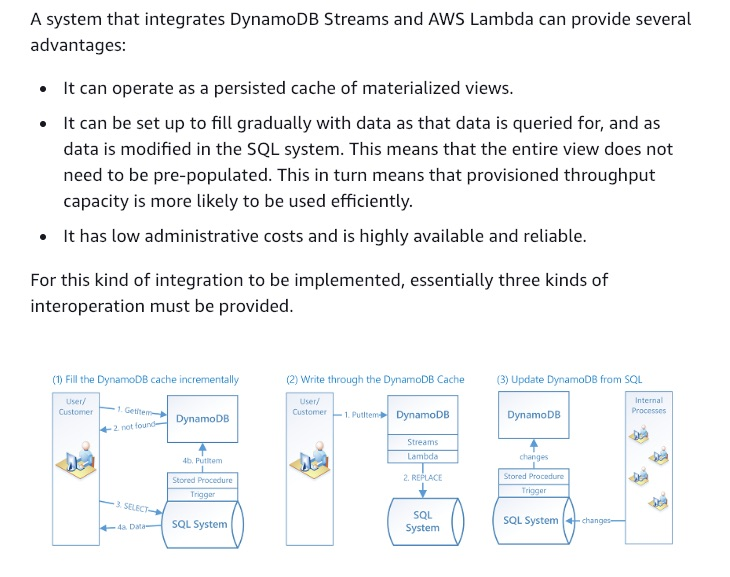 A system that integrates DynamoDB Streams and AWS Lambda can provide several
advantages:
• It can operate as a persisted cache of materialized views.
• It can be set up to fill gradually with data as that data is queried for, and as
data is modified in the SQL system. This means that the entire view does not
need to be pre-populated. This in turn means that provisioned throughput
capacity is more likely to be used efficiently.
• It has low administrative costs and is highly available and reliable.
For this kind of integration to be implemented, essentially three kinds of
interoperation must be provided.
(1) Fill the DynamoDB cache incrementally
User/
Customer
1. GetItem
2. not found
DynamoDB
4b. PutItem
Stored Procedure
Trigger
3. SELECT
4a. Data
SQL System
(2) Write through the DynamoDB Cache
User/
Customer
1. PutItem
DynamoDB
Streams
Lambda
2. REPLACE
SQL
System
(3) Update DynamoDB from SQL
DynamoDB
Internal
Processes
changes
Stored Procedure
Trigger
SQL System
changes